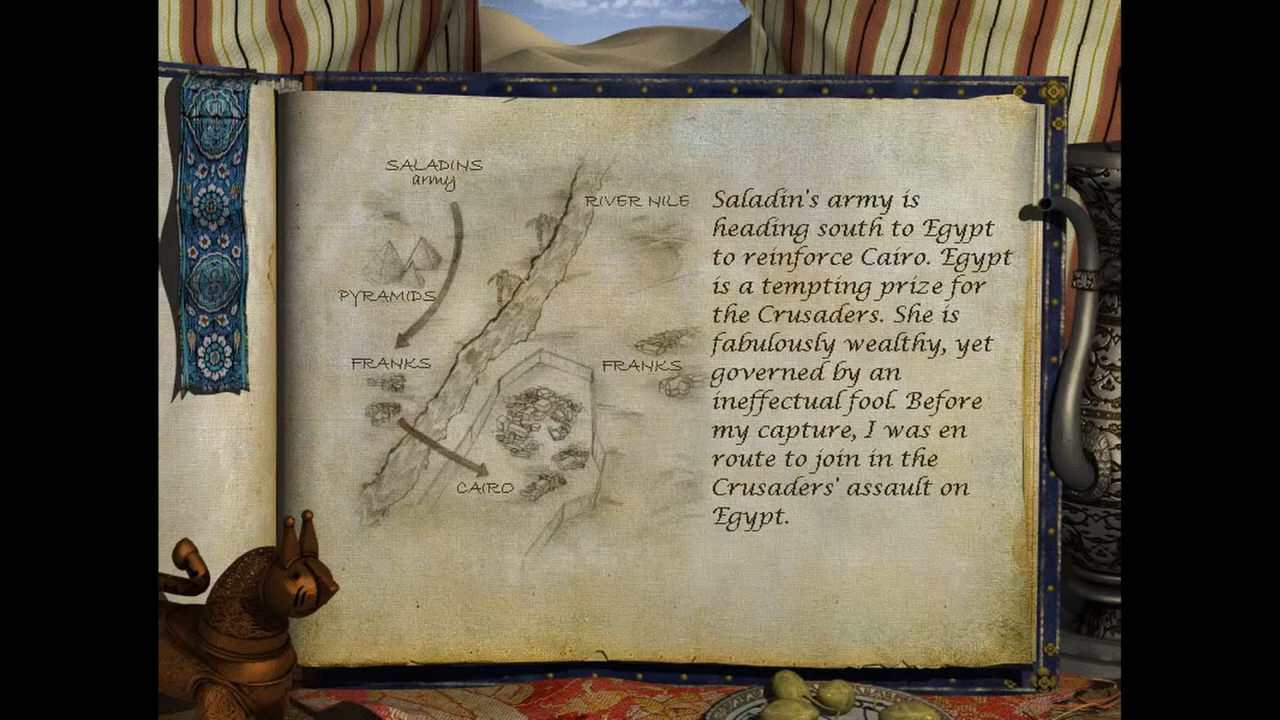 SALADINS
army
RIVER NILE
PYRAMIDS
FRANKS
FRANKS
CAIRO
Saladin's army is
heading south to Egypt
to reinforce Cairo. Egypt
is a tempting prize for
the Crusaders. She is
fabulously wealthy, yet
governed by an
ineffectual fool. Before
my capture, I was en
route to join in the
Crusaders' assault on
Egypt.